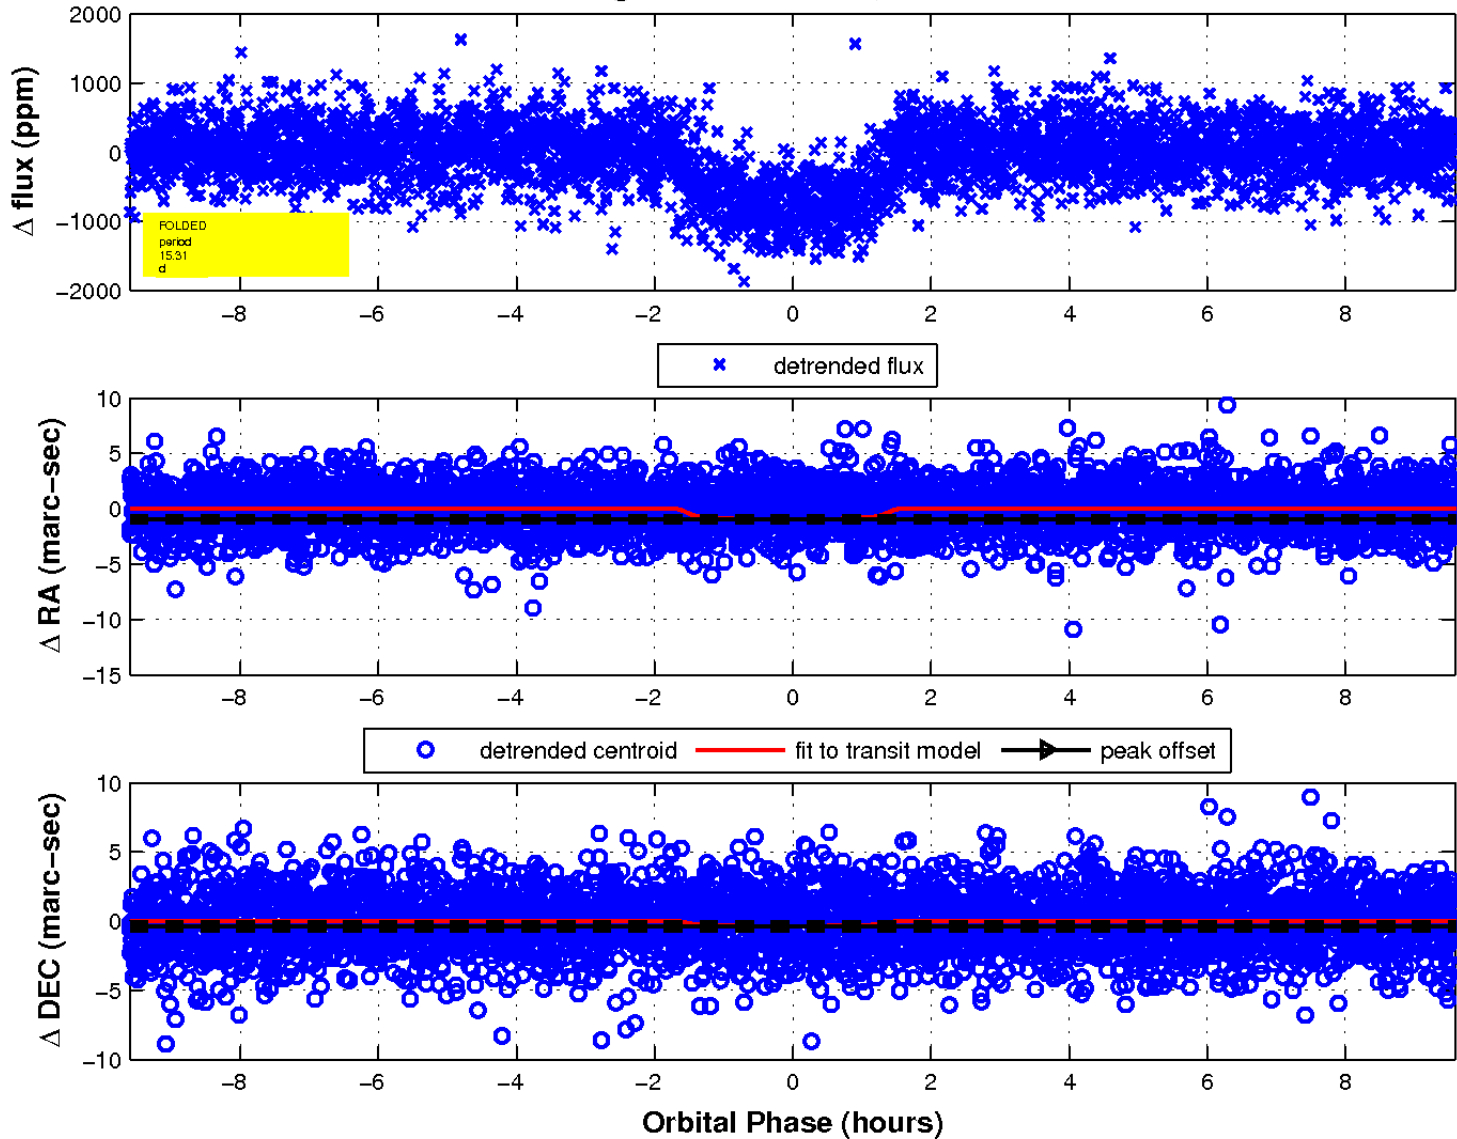 2000
1000
0
−1000
−2000
Δ flux (ppm)
FOLDED
period
15.31
d
−8 −6 −4 −2 0 2 4 6 8
detrended flux
10
5
0
−5
−10
−15
Δ RA (marc−sec)
−8 −6 −4 −2 0 2 4 6 8
detrended centroid fit to transit model peak offset
10
5
0
−5
−10
Δ DEC (marc−sec)
−8 −6 −4 −2 0 2 4 6 8
Orbital Phase (hours)